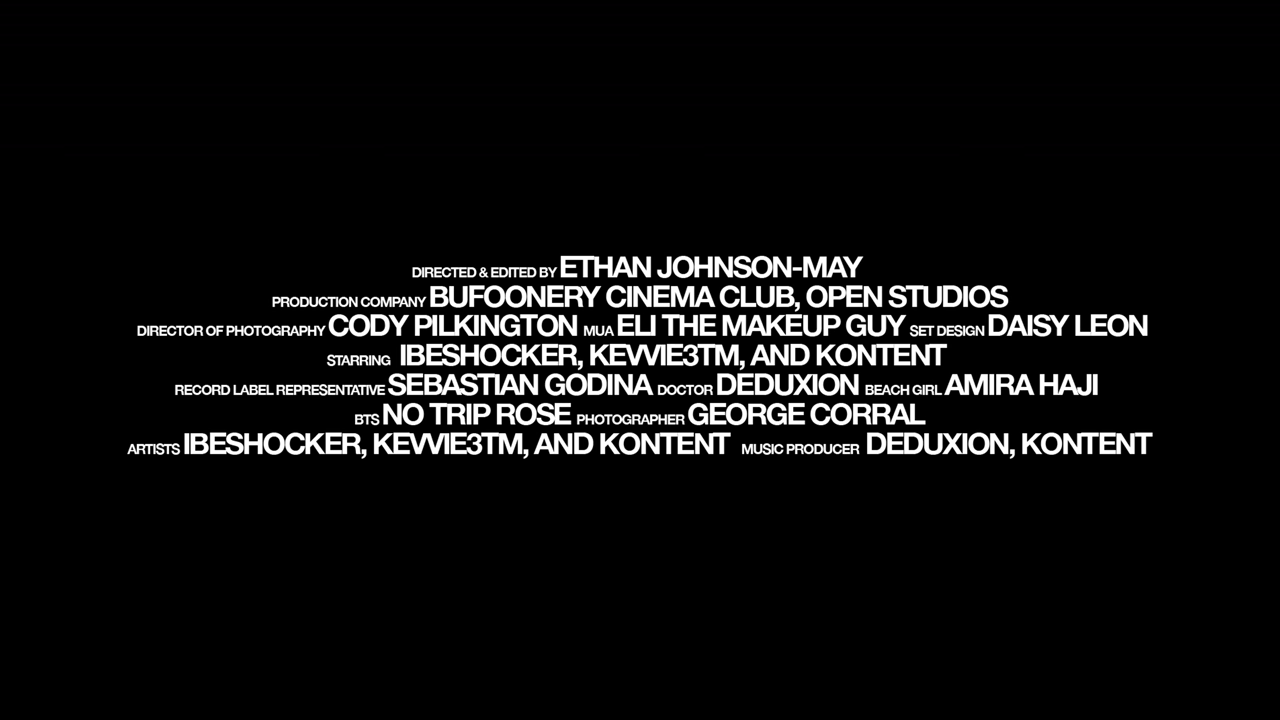 DIRECTED & EDITED BY ETHAN JOHNSON-MAY
PRODUCTION COMPANY BUFOONERY CINEMA CLUB, OPEN STUDIOS
DIRECTOR OF PHOTOGRAPHY CODY PILKINGTON MUA ELI THE MAKEUP GUY SET DESIGN DAISY LEON
STARRING IBESHOCKER, KEVVIE3TM, AND KONTENT
RECORD LABEL REPRESENTATIVE SEBASTIAN GODINA DOCTOR DEDUXION BEACH GIRL AMIRA HAJI
BTS NO TRIP ROSE PHOTOGRAPHER GEORGE CORRAL
ARTISTS IBESHOCKER, KEVVIE3TM, AND KONTENT MUSIC PRODUCER DEDUXION, KONTENT